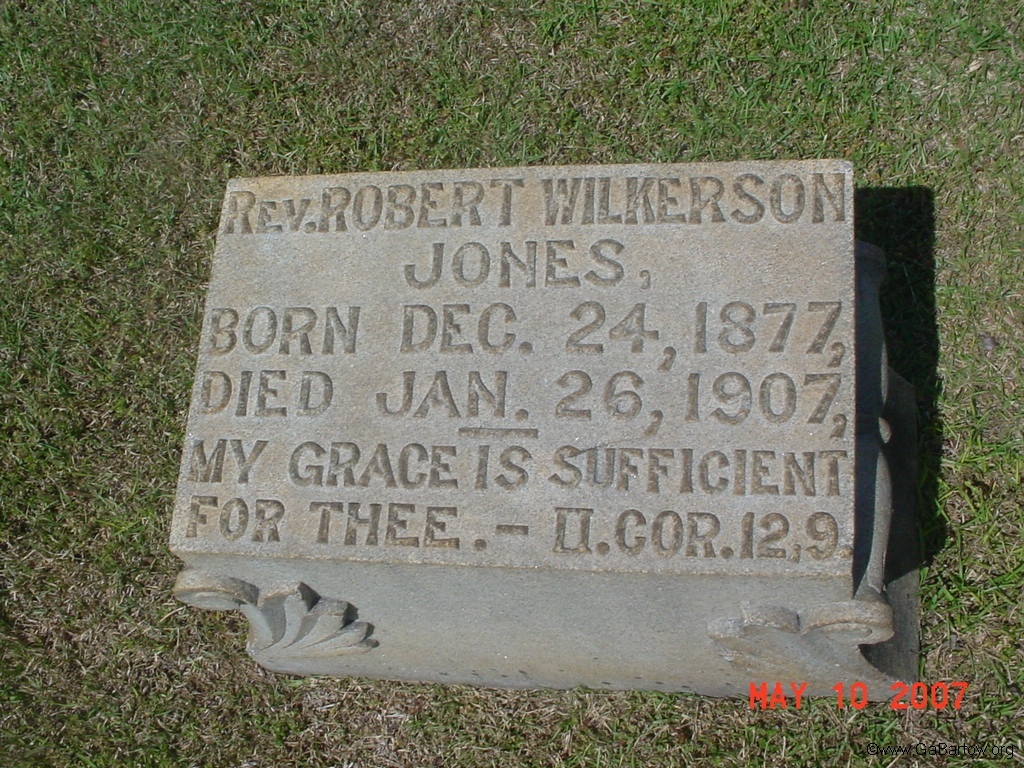 REV. ROBERT WILKERSON
JONES,
BORN DEC. 24, 1877,
DIED JAN. 26, 1907,
MY GRACE IS SUFFICIENT
FOR THEE. – II. COR. 12,9.
MAY 10 2007
©www.GaBartow.org